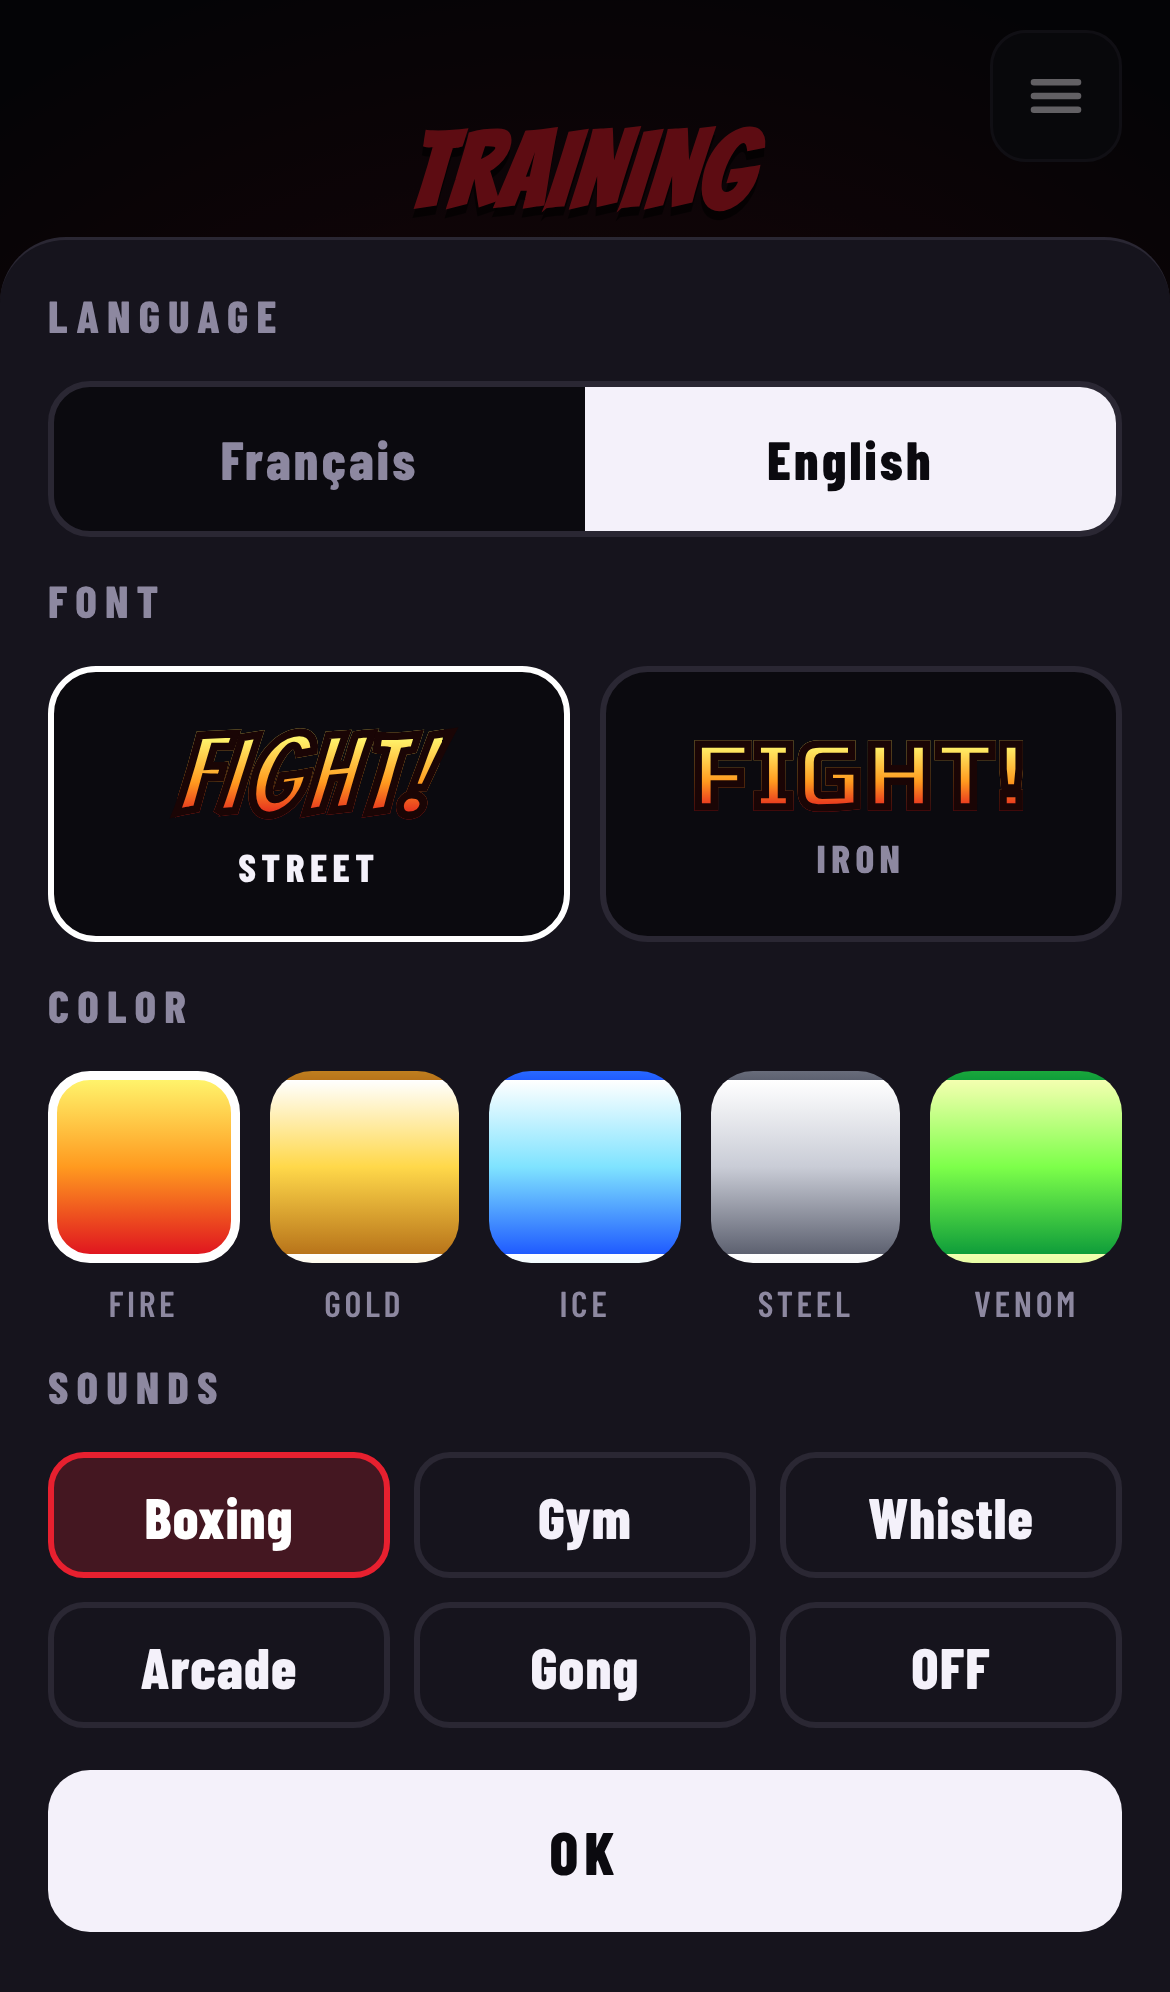 TRAINING
LANGUAGE
Français English
FONT
FIGHT! FIGHT!
STREET IRON
COLOR
FIRE GOLD ICE STEEL VENOM
SOUNDS
Boxing Gym Whistle
Arcade Gong OFF
OK